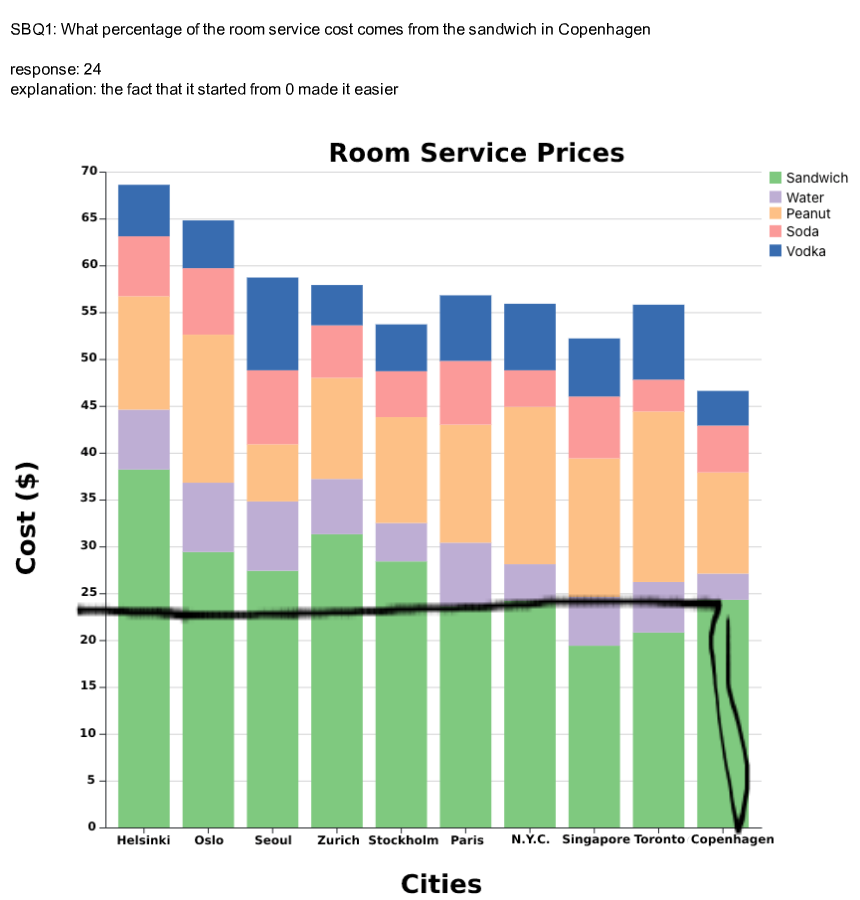 SBQ1: What percentage of the room service cost comes from the sandwich in Copenhagen
response: 24
explanation: the fact that it started from 0 made it easier
Room Service Prices
Sandwich
Water
Peanut
Soda
Vodka
70
65
60
55
50
45
40
35
30
25
20
15
10
5
0
Cost ($)
Helsinki Oslo Seoul Zurich Stockholm Paris N.Y.C. Singapore Toronto Copenhagen
Cities